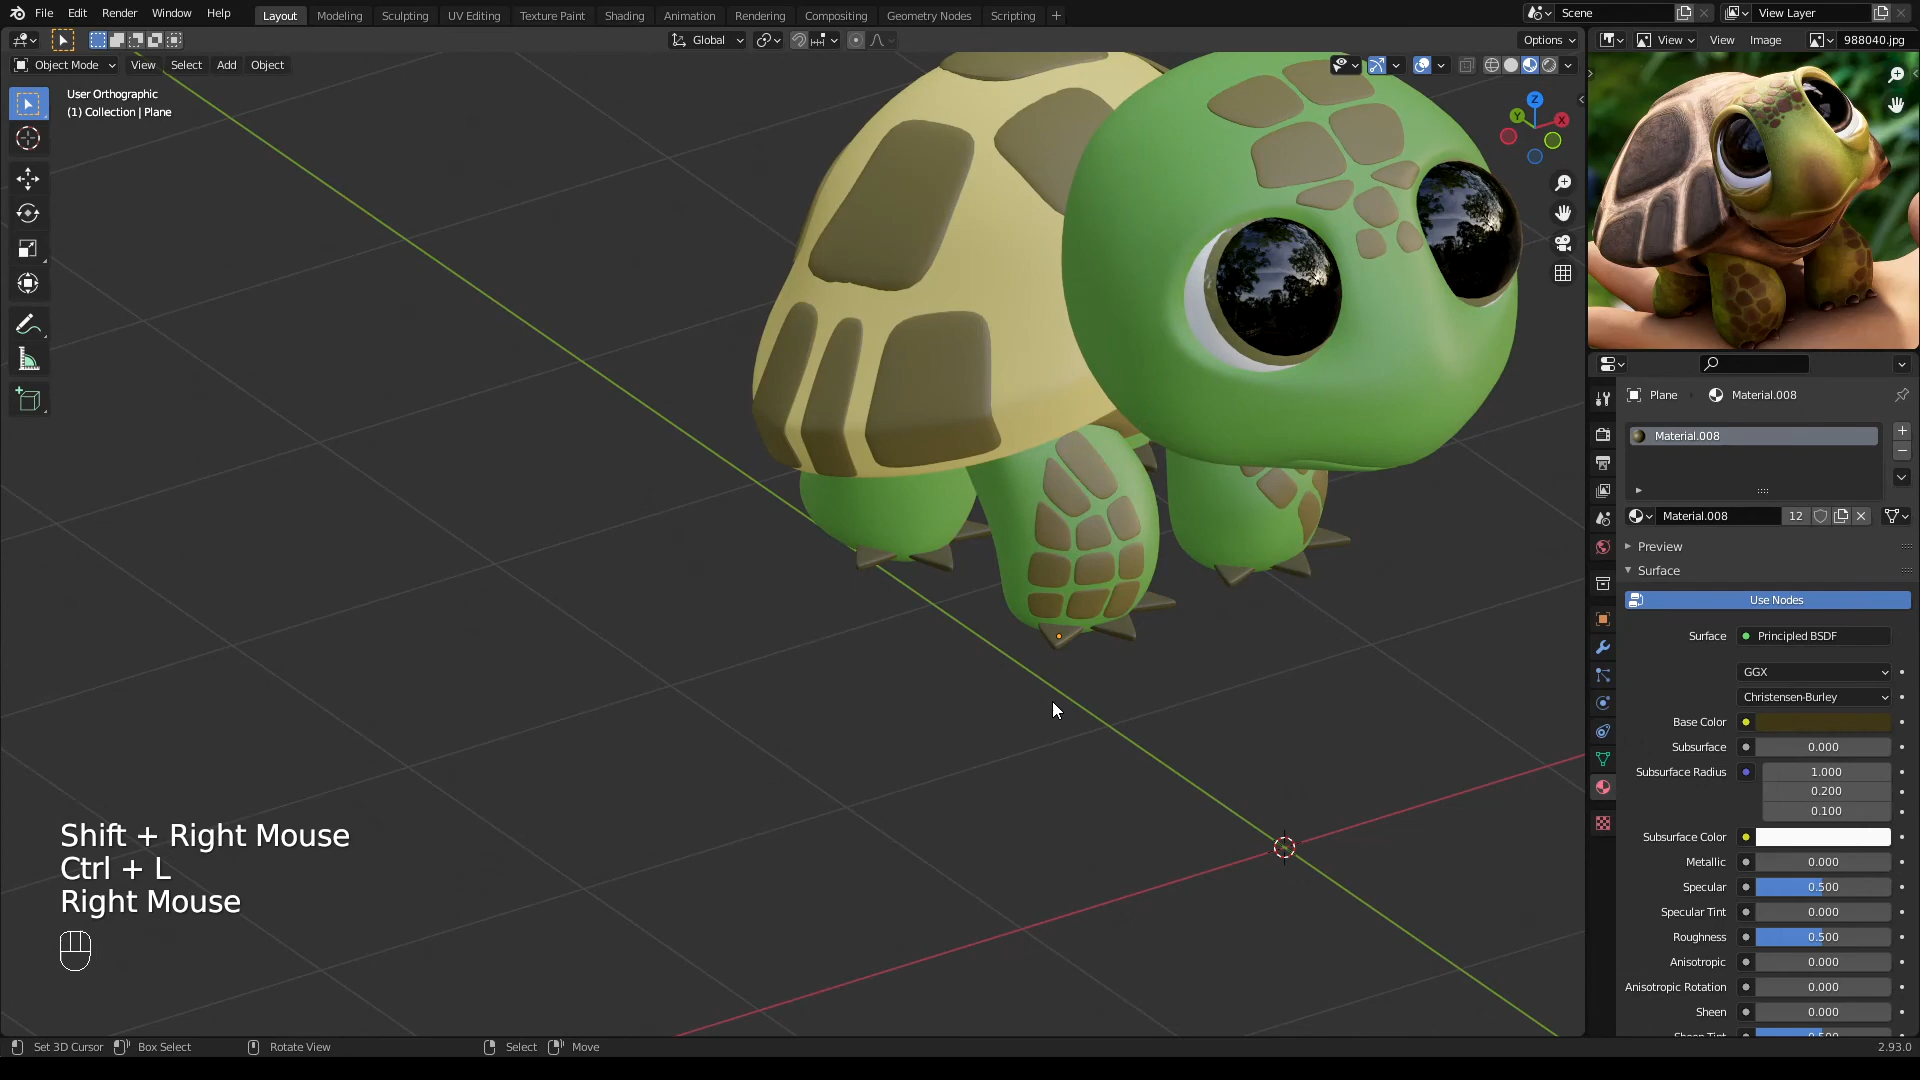 File Edit Render Window Help
Layout Modeling Sculpting UV Editing Texture Paint Shading Animation Rendering Compositing Geometry Nodes Scripting +
Scene View Layer
Global Options View View Image 988040.jpg
Object Mode View Select Add Object
User Orthographic
(1) Collection | Plane
Z
Y
X
Plane Material.008
Material.008
Material.008 12
Preview
Surface
Use Nodes
Surface Principled BSDF
GGX
Christensen-Burley
Base Color
Subsurface 0.000
Subsurface Radius 1.000
0.200
0.100
Subsurface Color
Metallic 0.000
Specular 0.500
Specular Tint 0.000
Roughness 0.500
Anisotropic 0.000
Anisotropic Rotation 0.000
Sheen 0.000
Sheen Tint 0.500
Shift + Right Mouse
Ctrl + L
Right Mouse
Set 3D Cursor Box Select Rotate View Select Move 2.93.0